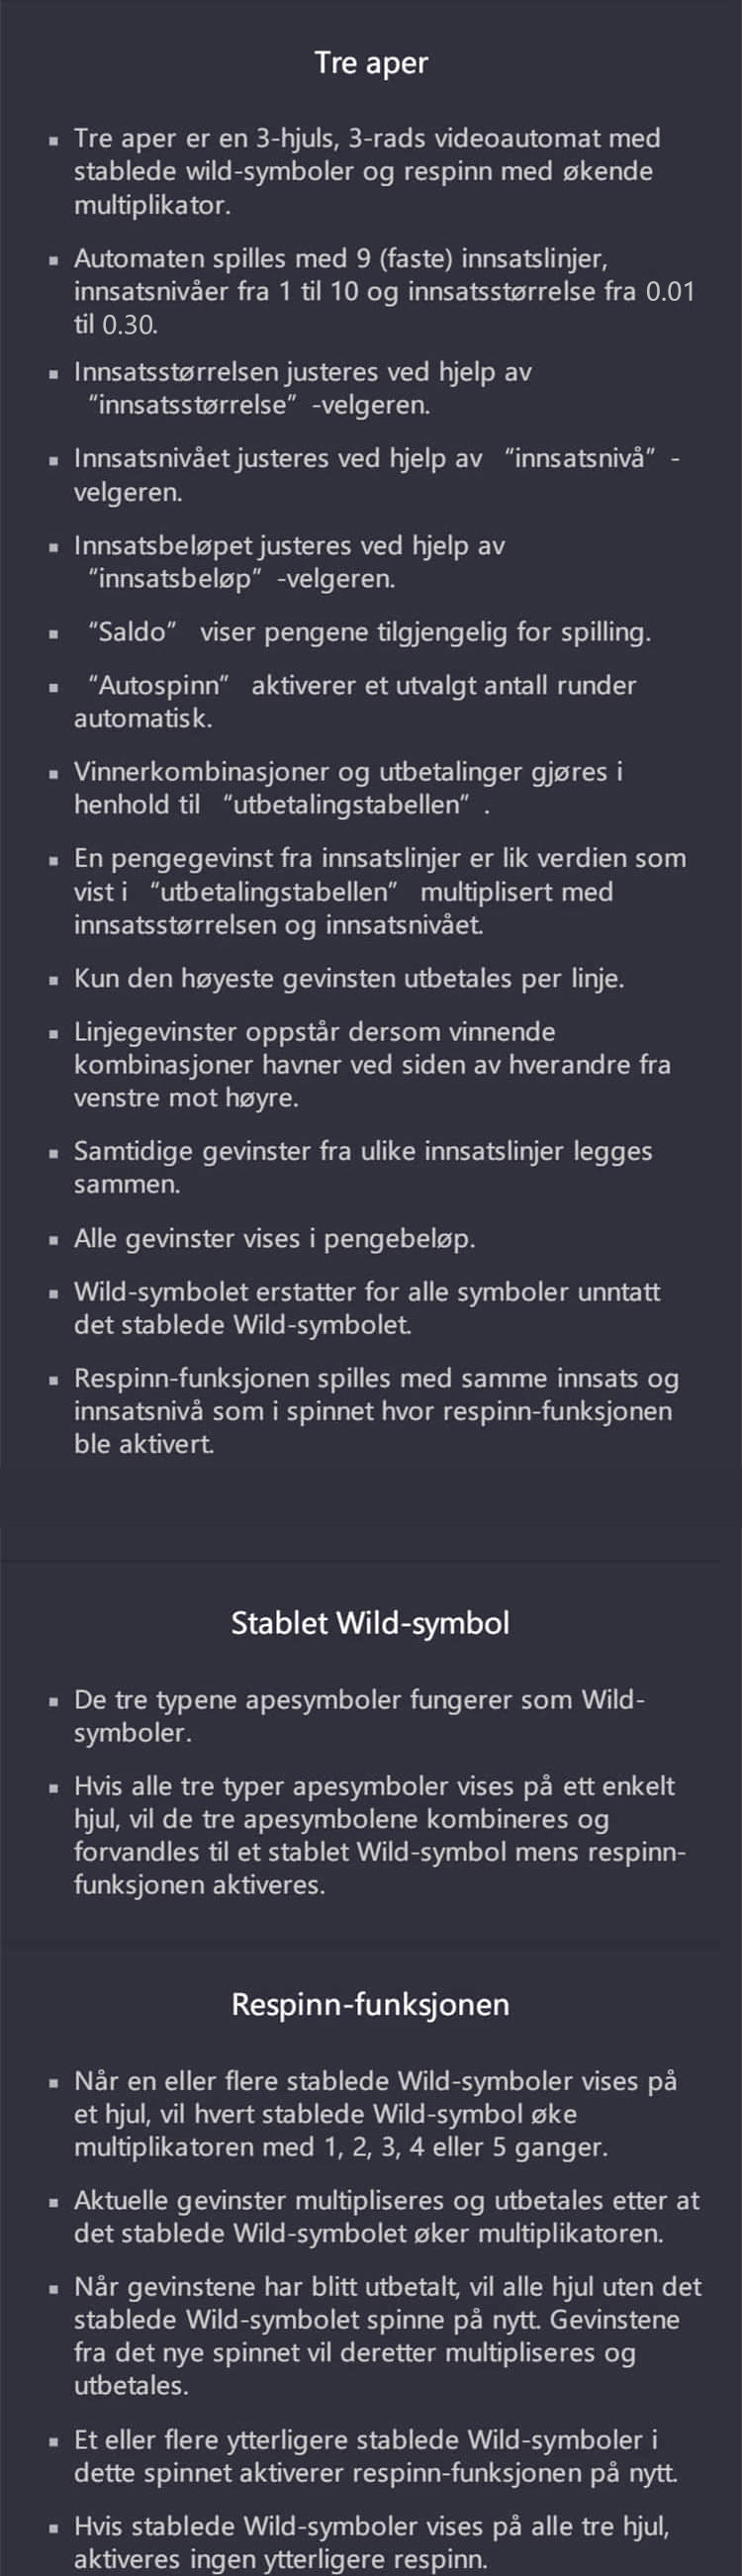 Tre aper
▪ Tre aper er en 3-hjuls, 3-rads videoautomat med
stablede wild-symboler og respinn med økende
multiplikator.
▪ Automaten spilles med 9 (faste) innsatslinjer,
innsatsnivåer fra 1 til 10 og innsatsstørrelse fra 0.01
til 0.30.
▪ Innsatsstørrelsen justeres ved hjelp av
“innsatsstørrelse” -velgeren.
▪ Innsatsnivået justeres ved hjelp av “innsatsnivå” -
velgeren.
▪ Innsatsbeløpet justeres ved hjelp av
“innsatsbeløp” -velgeren.
▪ “Saldo” viser pengene tilgjengelig for spilling.
▪ “Autospinn” aktiverer et utvalgt antall runder
automatisk.
▪ Vinnerkombinasjoner og utbetalinger gjøres i
henhold til “utbetalingstabellen” .
▪ En pengegevinst fra innsatslinjer er lik verdien som
vist i “utbetalingstabellen” multiplisert med
innsatsstørrelsen og innsatsnivået.
▪ Kun den høyeste gevinsten utbetales per linje.
▪ Linjegevinster oppstår dersom vinnende
kombinasjoner havner ved siden av hverandre fra
venstre mot høyre.
▪ Samtidige gevinster fra ulike innsatslinjer legges
sammen.
▪ Alle gevinster vises i pengebeløp.
▪ Wild-symbolet erstatter for alle symboler unntatt
det stablede Wild-symbolet.
▪ Respinn-funksjonen spilles med samme innsats og
innsatsnivå som i spinnet hvor respinn-funksjonen
ble aktivert.
Stablet Wild-symbol
▪ De tre typene apesymboler fungerer som Wild-
symboler.
▪ Hvis alle tre typer apesymboler vises på ett enkelt
hjul, vil de tre apesymbolene kombineres og
forvandles til et stablet Wild-symbol mens respinn-
funksjonen aktiveres.
Respinn-funksjonen
▪ Når en eller flere stablede Wild-symboler vises på
et hjul, vil hvert stablede Wild-symbol øke
multiplikatoren med 1, 2, 3, 4 eller 5 ganger.
▪ Aktuelle gevinster multipliseres og utbetales etter at
det stablede Wild-symbolet øker multiplikatoren.
▪ Når gevinstene har blitt utbetalt, vil alle hjul uten det
stablede Wild-symbolet spinne på nytt. Gevinstene
fra det nye spinnet vil deretter multipliseres og
utbetales.
▪ Et eller flere ytterligere stablede Wild-symboler i
dette spinnet aktiverer respinn-funksjonen på nytt.
▪ Hvis stablede Wild-symboler vises på alle tre hjul,
aktiveres ingen ytterligere respinn.